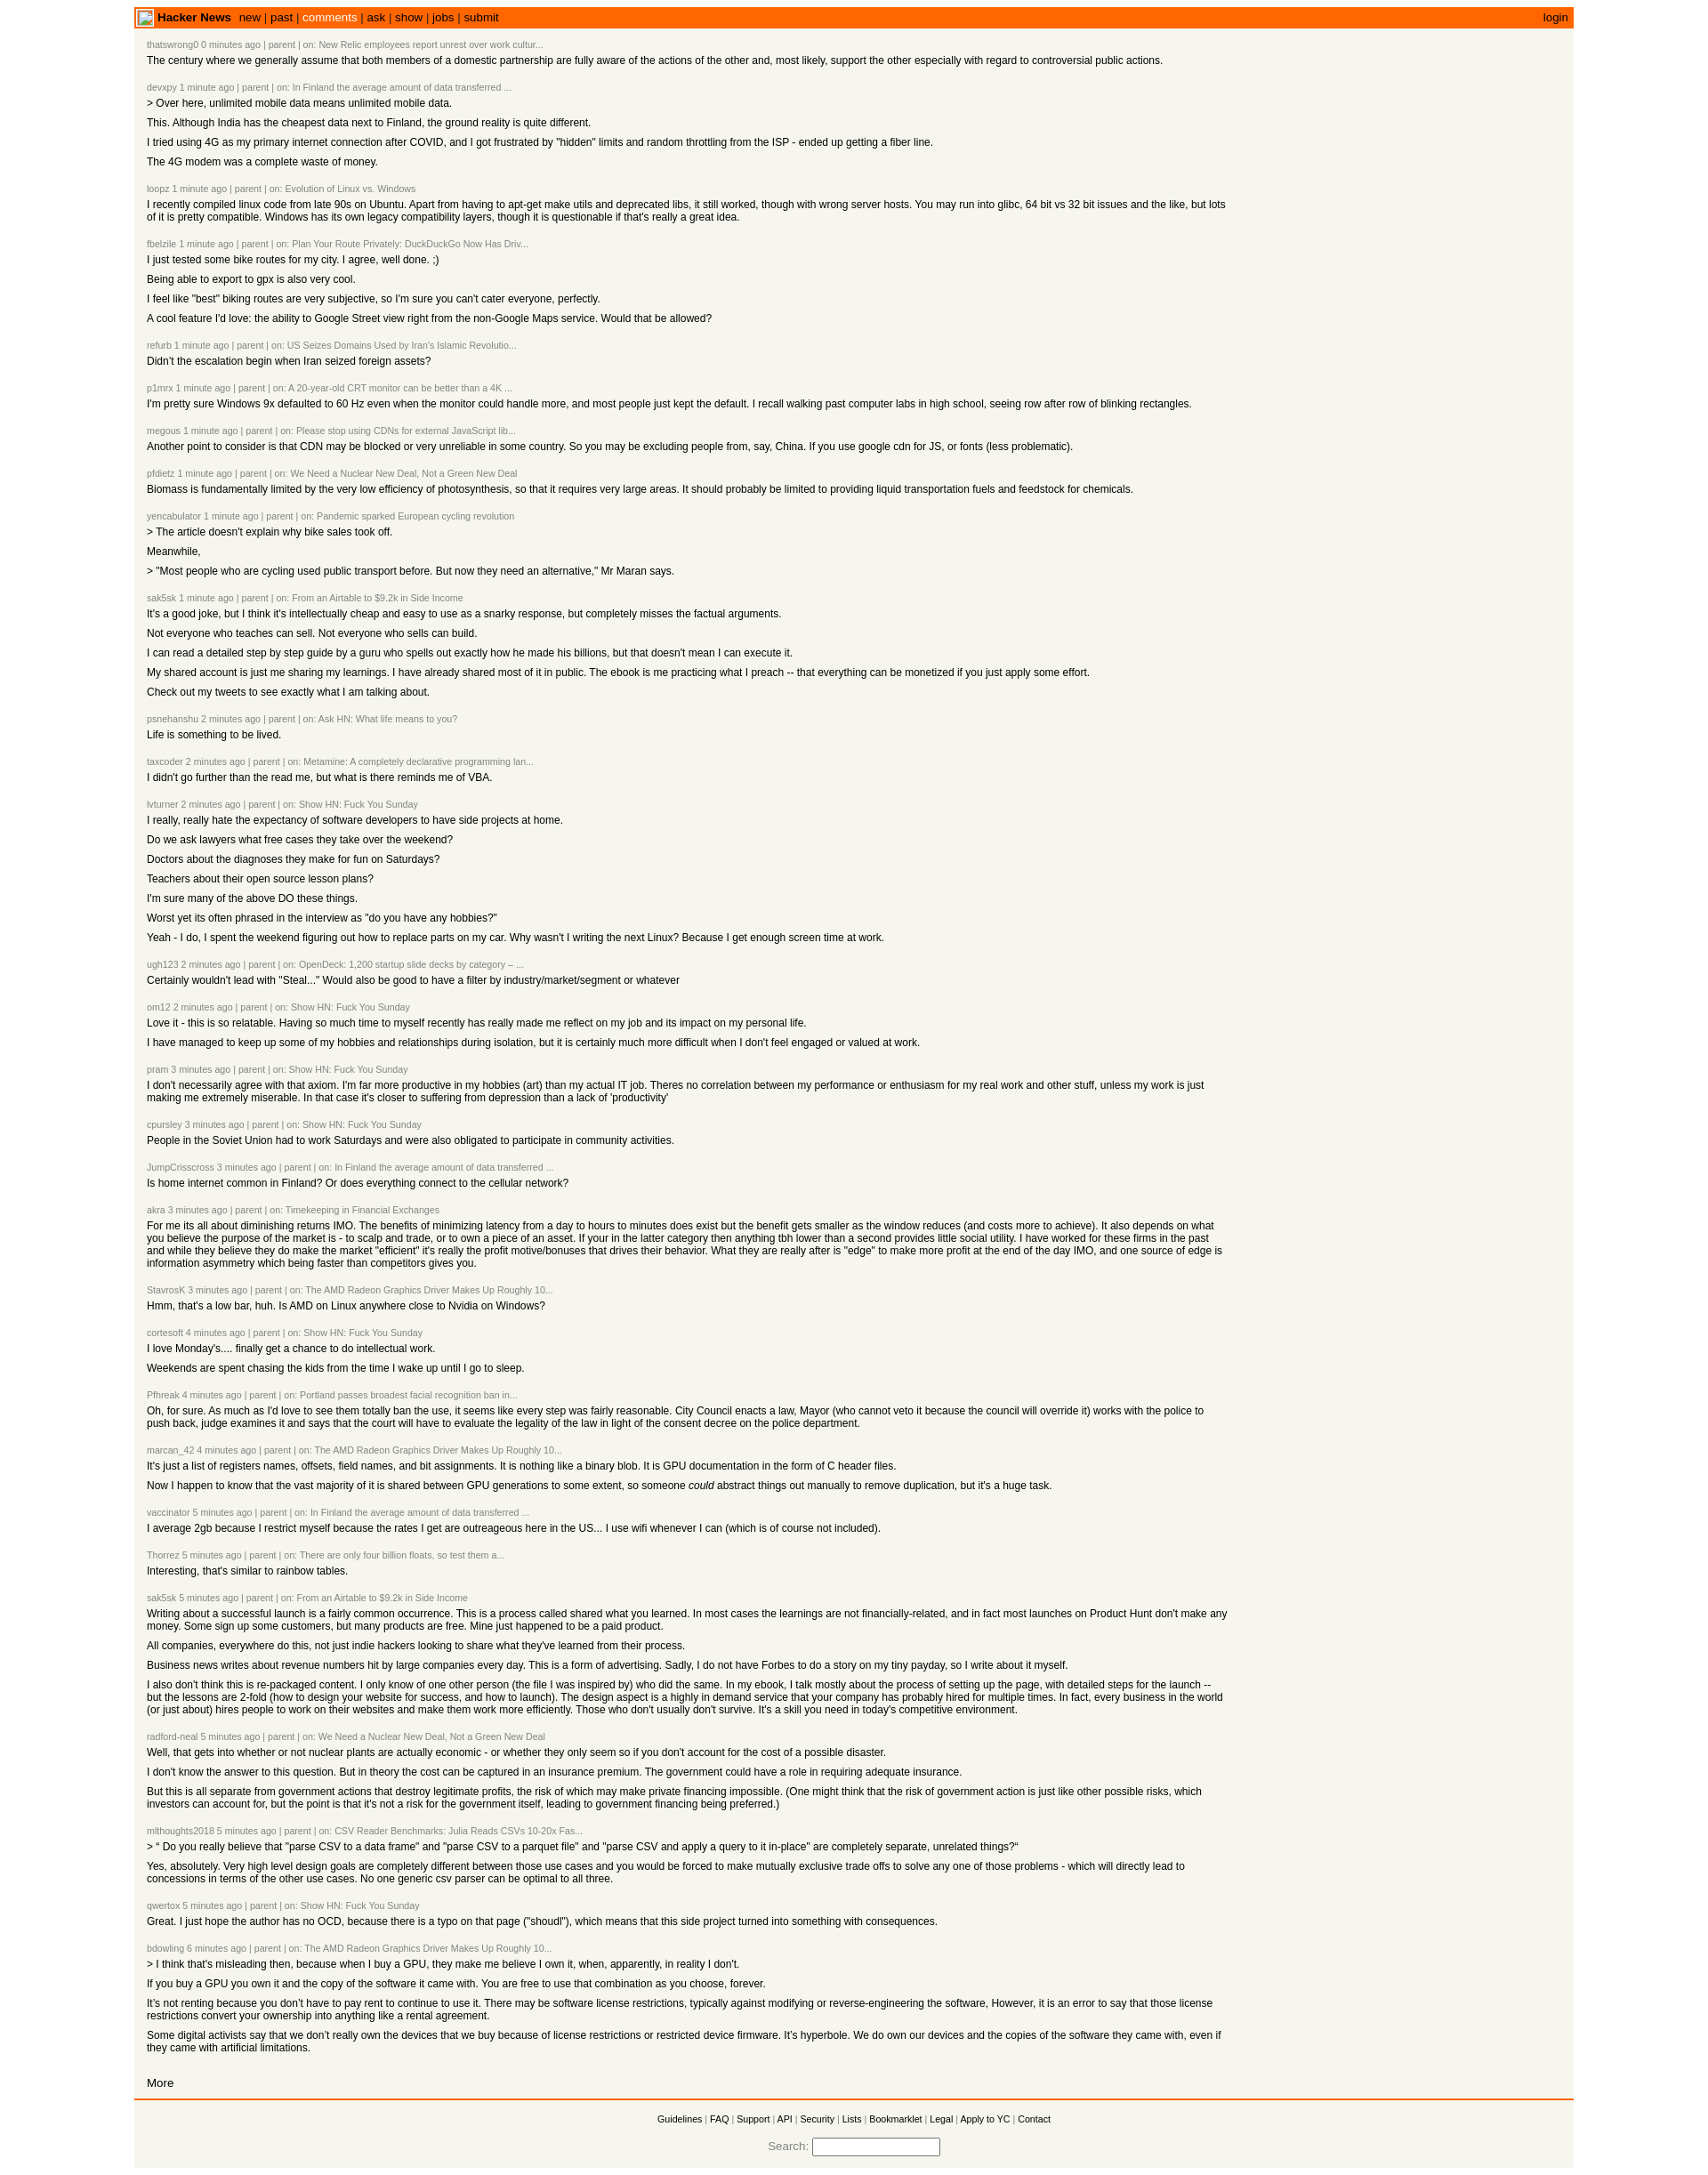 Hacker News new | past | comments | ask | show | jobs | submit login
thatswrong0 0 minutes ago | parent | on: New Relic employees report unrest over work cultur...
The century where we generally assume that both members of a domestic partnership are fully aware of the actions of the other and, most likely, support the other especially with regard to controversial public actions.
devxpy 1 minute ago | parent | on: In Finland the average amount of data transferred ...
> Over here, unlimited mobile data means unlimited mobile data.
This. Although India has the cheapest data next to Finland, the ground reality is quite different.
I tried using 4G as my primary internet connection after COVID, and I got frustrated by "hidden" limits and random throttling from the ISP - ended up getting a fiber line.
The 4G modem was a complete waste of money.
loopz 1 minute ago | parent | on: Evolution of Linux vs. Windows
I recently compiled linux code from late 90s on Ubuntu. Apart from having to apt-get make utils and deprecated libs, it still worked, though with wrong server hosts. You may run into glibc, 64 bit vs 32 bit issues and the like, but lots
of it is pretty compatible. Windows has its own legacy compatibility layers, though it is questionable if that's really a great idea.
fbelzile 1 minute ago | parent | on: Plan Your Route Privately: DuckDuckGo Now Has Driv...
I just tested some bike routes for my city. I agree, well done. ;)
Being able to export to gpx is also very cool.
I feel like "best" biking routes are very subjective, so I'm sure you can't cater everyone, perfectly.
A cool feature I'd love: the ability to Google Street view right from the non-Google Maps service. Would that be allowed?
refurb 1 minute ago | parent | on: US Seizes Domains Used by Iran's Islamic Revolutio...
Didn’t the escalation begin when Iran seized foreign assets?
p1mrx 1 minute ago | parent | on: A 20-year-old CRT monitor can be better than a 4K ...
I'm pretty sure Windows 9x defaulted to 60 Hz even when the monitor could handle more, and most people just kept the default. I recall walking past computer labs in high school, seeing row after row of blinking rectangles.
megous 1 minute ago | parent | on: Please stop using CDNs for external JavaScript lib...
Another point to consider is that CDN may be blocked or very unreliable in some country. So you may be excluding people from, say, China. If you use google cdn for JS, or fonts (less problematic).
pfdietz 1 minute ago | parent | on: We Need a Nuclear New Deal, Not a Green New Deal
Biomass is fundamentally limited by the very low efficiency of photosynthesis, so that it requires very large areas. It should probably be limited to providing liquid transportation fuels and feedstock for chemicals.
yencabulator 1 minute ago | parent | on: Pandemic sparked European cycling revolution
> The article doesn't explain why bike sales took off.
Meanwhile,
> "Most people who are cycling used public transport before. But now they need an alternative," Mr Maran says.
sak5sk 1 minute ago | parent | on: From an Airtable to $9.2k in Side Income
It's a good joke, but I think it's intellectually cheap and easy to use as a snarky response, but completely misses the factual arguments.
Not everyone who teaches can sell. Not everyone who sells can build.
I can read a detailed step by step guide by a guru who spells out exactly how he made his billions, but that doesn't mean I can execute it.
My shared account is just me sharing my learnings. I have already shared most of it in public. The ebook is me practicing what I preach -- that everything can be monetized if you just apply some effort.
Check out my tweets to see exactly what I am talking about.
psnehanshu 2 minutes ago | parent | on: Ask HN: What life means to you?
Life is something to be lived.
taxcoder 2 minutes ago | parent | on: Metamine: A completely declarative programming lan...
I didn't go further than the read me, but what is there reminds me of VBA.
lvturner 2 minutes ago | parent | on: Show HN: Fuck You Sunday
I really, really hate the expectancy of software developers to have side projects at home.
Do we ask lawyers what free cases they take over the weekend?
Doctors about the diagnoses they make for fun on Saturdays?
Teachers about their open source lesson plans?
I'm sure many of the above DO these things.
Worst yet its often phrased in the interview as "do you have any hobbies?"
Yeah - I do, I spent the weekend figuring out how to replace parts on my car. Why wasn't I writing the next Linux? Because I get enough screen time at work.
ugh123 2 minutes ago | parent | on: OpenDeck: 1,200 startup slide decks by category – ...
Certainly wouldn't lead with "Steal..." Would also be good to have a filter by industry/market/segment or whatever
om12 2 minutes ago | parent | on: Show HN: Fuck You Sunday
Love it - this is so relatable. Having so much time to myself recently has really made me reflect on my job and its impact on my personal life.
I have managed to keep up some of my hobbies and relationships during isolation, but it is certainly much more difficult when I don't feel engaged or valued at work.
pram 3 minutes ago | parent | on: Show HN: Fuck You Sunday
I don't necessarily agree with that axiom. I'm far more productive in my hobbies (art) than my actual IT job. Theres no correlation between my performance or enthusiasm for my real work and other stuff, unless my work is just
making me extremely miserable. In that case it's closer to suffering from depression than a lack of 'productivity'
cpursley 3 minutes ago | parent | on: Show HN: Fuck You Sunday
People in the Soviet Union had to work Saturdays and were also obligated to participate in community activities.
JumpCrisscross 3 minutes ago | parent | on: In Finland the average amount of data transferred ...
Is home internet common in Finland? Or does everything connect to the cellular network?
akra 3 minutes ago | parent | on: Timekeeping in Financial Exchanges
For me its all about diminishing returns IMO. The benefits of minimizing latency from a day to hours to minutes does exist but the benefit gets smaller as the window reduces (and costs more to achieve). It also depends on what
you believe the purpose of the market is - to scalp and trade, or to own a piece of an asset. If your in the latter category then anything tbh lower than a second provides little social utility. I have worked for these firms in the past
and while they believe they do make the market "efficient" it's really the profit motive/bonuses that drives their behavior. What they are really after is "edge" to make more profit at the end of the day IMO, and one source of edge is
information asymmetry which being faster than competitors gives you.
StavrosK 3 minutes ago | parent | on: The AMD Radeon Graphics Driver Makes Up Roughly 10...
Hmm, that's a low bar, huh. Is AMD on Linux anywhere close to Nvidia on Windows?
cortesoft 4 minutes ago | parent | on: Show HN: Fuck You Sunday
I love Monday's.... finally get a chance to do intellectual work.
Weekends are spent chasing the kids from the time I wake up until I go to sleep.
Pfhreak 4 minutes ago | parent | on: Portland passes broadest facial recognition ban in...
Oh, for sure. As much as I'd love to see them totally ban the use, it seems like every step was fairly reasonable. City Council enacts a law, Mayor (who cannot veto it because the council will override it) works with the police to
push back, judge examines it and says that the court will have to evaluate the legality of the law in light of the consent decree on the police department.
marcan_42 4 minutes ago | parent | on: The AMD Radeon Graphics Driver Makes Up Roughly 10...
It's just a list of registers names, offsets, field names, and bit assignments. It is nothing like a binary blob. It is GPU documentation in the form of C header files.
Now I happen to know that the vast majority of it is shared between GPU generations to some extent, so someone could abstract things out manually to remove duplication, but it's a huge task.
vaccinator 5 minutes ago | parent | on: In Finland the average amount of data transferred ...
I average 2gb because I restrict myself because the rates I get are outreageous here in the US... I use wifi whenever I can (which is of course not included).
Thorrez 5 minutes ago | parent | on: There are only four billion floats, so test them a...
Interesting, that's similar to rainbow tables.
sak5sk 5 minutes ago | parent | on: From an Airtable to $9.2k in Side Income
Writing about a successful launch is a fairly common occurrence. This is a process called shared what you learned. In most cases the learnings are not financially-related, and in fact most launches on Product Hunt don't make any
money. Some sign up some customers, but many products are free. Mine just happened to be a paid product.
All companies, everywhere do this, not just indie hackers looking to share what they've learned from their process.
Business news writes about revenue numbers hit by large companies every day. This is a form of advertising. Sadly, I do not have Forbes to do a story on my tiny payday, so I write about it myself.
I also don't think this is re-packaged content. I only know of one other person (the file I was inspired by) who did the same. In my ebook, I talk mostly about the process of setting up the page, with detailed steps for the launch --
but the lessons are 2-fold (how to design your website for success, and how to launch). The design aspect is a highly in demand service that your company has probably hired for multiple times. In fact, every business in the world
(or just about) hires people to work on their websites and make them work more efficiently. Those who don't usually don't survive. It's a skill you need in today's competitive environment.
radford-neal 5 minutes ago | parent | on: We Need a Nuclear New Deal, Not a Green New Deal
Well, that gets into whether or not nuclear plants are actually economic - or whether they only seem so if you don't account for the cost of a possible disaster.
I don't know the answer to this question. But in theory the cost can be captured in an insurance premium. The government could have a role in requiring adequate insurance.
But this is all separate from government actions that destroy legitimate profits, the risk of which may make private financing impossible. (One might think that the risk of government action is just like other possible risks, which
investors can account for, but the point is that it's not a risk for the government itself, leading to government financing being preferred.)
mlthoughts2018 5 minutes ago | parent | on: CSV Reader Benchmarks: Julia Reads CSVs 10-20x Fas...
> “ Do you really believe that "parse CSV to a data frame" and "parse CSV to a parquet file" and "parse CSV and apply a query to it in-place" are completely separate, unrelated things?“
Yes, absolutely. Very high level design goals are completely different between those use cases and you would be forced to make mutually exclusive trade offs to solve any one of those problems - which will directly lead to
concessions in terms of the other use cases. No one generic csv parser can be optimal to all three.
qwertox 5 minutes ago | parent | on: Show HN: Fuck You Sunday
Great. I just hope the author has no OCD, because there is a typo on that page ("shoudl"), which means that this side project turned into something with consequences.
bdowling 6 minutes ago | parent | on: The AMD Radeon Graphics Driver Makes Up Roughly 10...
> I think that's misleading then, because when I buy a GPU, they make me believe I own it, when, apparently, in reality I don't.
If you buy a GPU you own it and the copy of the software it came with. You are free to use that combination as you choose, forever.
It’s not renting because you don’t have to pay rent to continue to use it. There may be software license restrictions, typically against modifying or reverse-engineering the software, However, it is an error to say that those license
restrictions convert your ownership into anything like a rental agreement.
Some digital activists say that we don’t really own the devices that we buy because of license restrictions or restricted device firmware. It’s hyperbole. We do own our devices and the copies of the software they came with, even if
they came with artificial limitations.
More
Guidelines | FAQ | Support | API | Security | Lists | Bookmarklet | Legal | Apply to YC | Contact
Search: